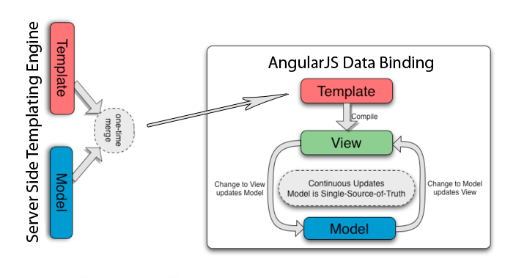 Server Side Templating Engine
Template
one-time
merge
Model
AngularJS Data Binding
Template
Compile
View
Change to View
updates Model
Continuous Updates
Model is Single-Source-of-Truth
Change to Model
updates View
Model